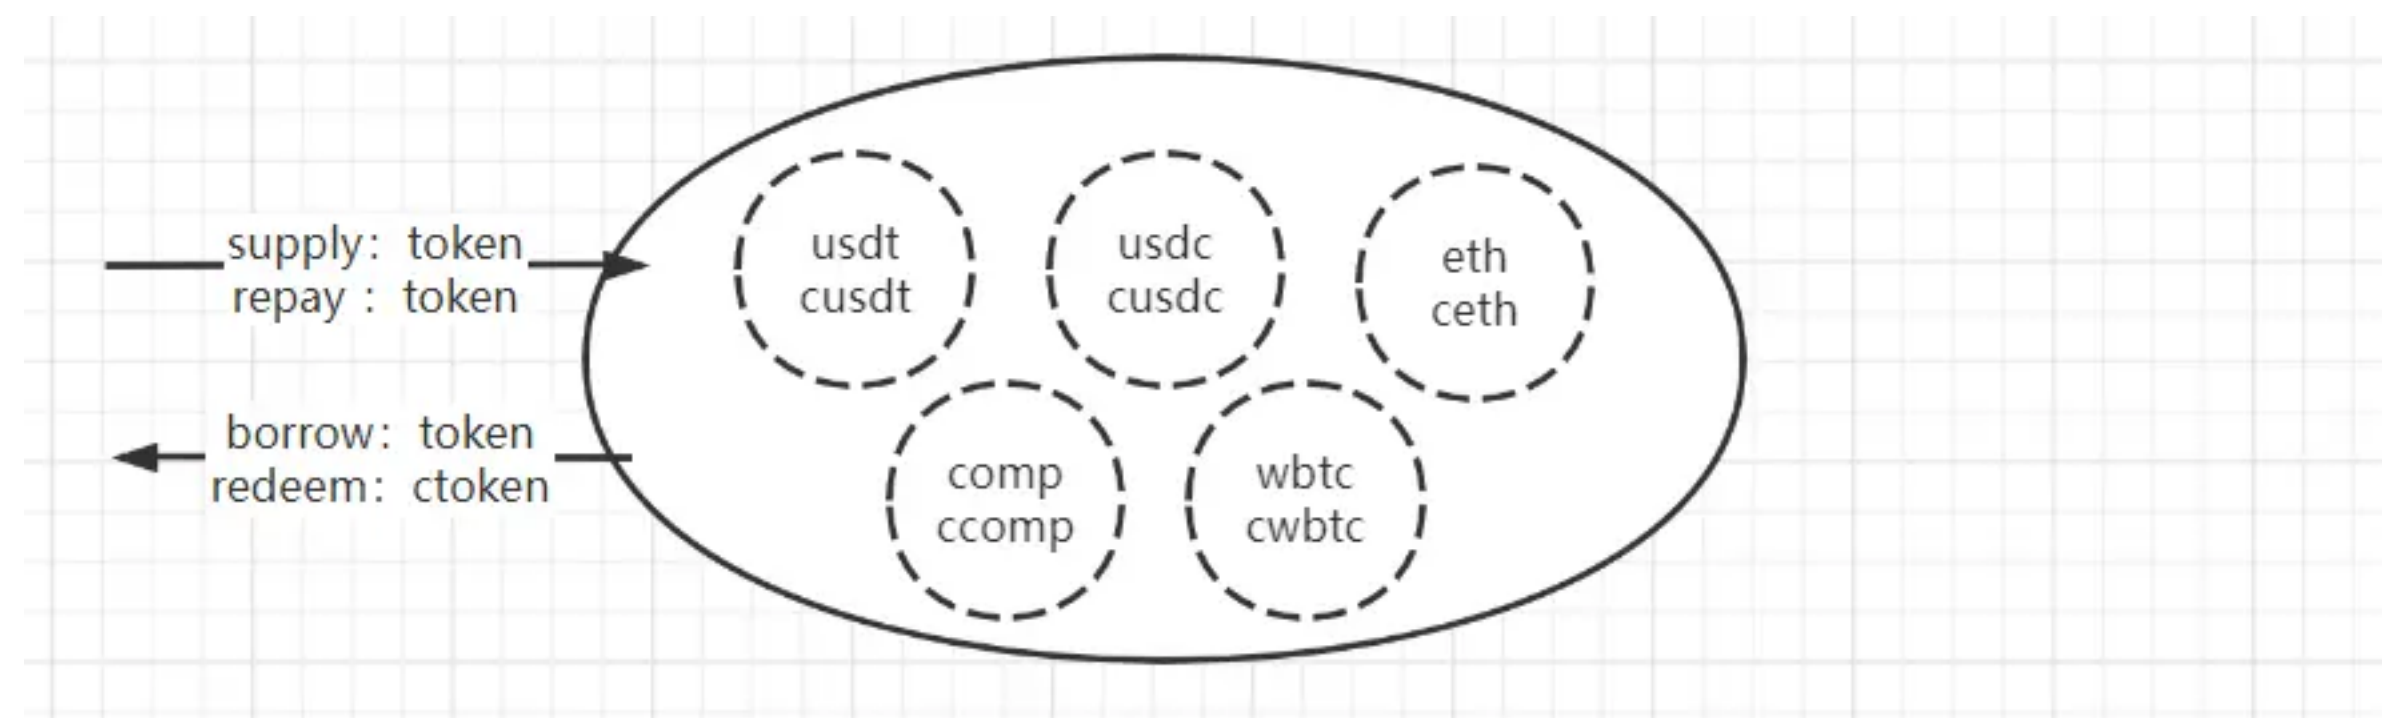 supply: token
repay : token
borrow: token
redeem: ctoken
usdt
cusdt
usdc
cusdc
eth
ceth
comp
ccomp
wbtc
cwbtc